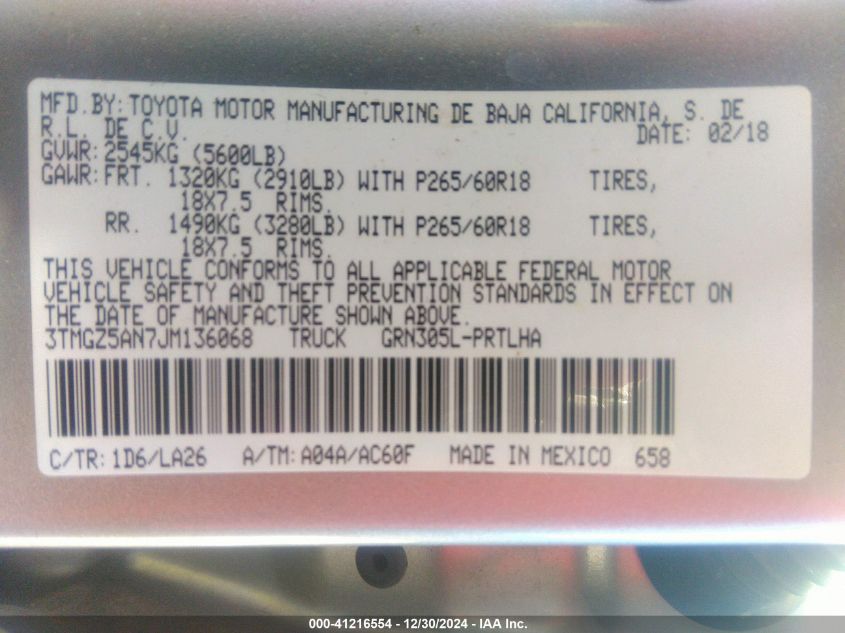 MFD.BY: TOYOTA MOTOR MANUFACTURING DE BAJA CALIFORNIA, S. DE
R.L. DE C.V. DATE: 02/18
GVWR: 2545KG (5600LB)
GAWR: FRT. 1320KG (2910LB) WITH P265/60R18 TIRES,
18X7.5 RIMS,
RR. 1490KG (3280LB) WITH P265/60R18 TIRES,
18X7.5 RIMS.
THIS VEHICLE CONFORMS TO ALL APPLICABLE FEDERAL MOTOR
VEHICLE SAFETY AND THEFT PREVENTION STANDARDS IN EFFECT ON
THE DATE OF MANUFACTURE SHOWN ABOVE.
3TMGZ5AN7JM136068 TRUCK GRN305L-PRTLHA
C/TR: 1D6/LA26 A/TM: A04A/AC60F MADE IN MEXICO 658
000-41216554 - 12/30/2024 - IAA Inc.